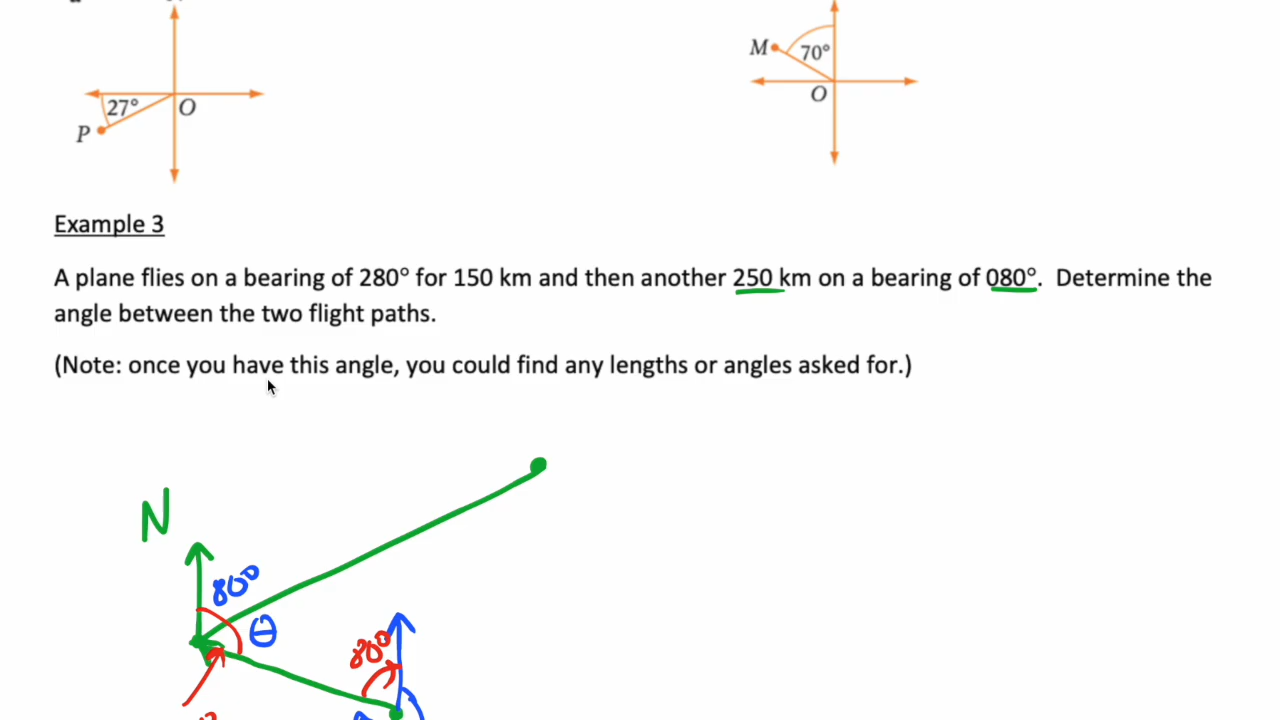 M
70°
O
27°
O
P
Example 3
A plane flies on a bearing of 280° for 150 km and then another 250 km on a bearing of 080°. Determine the
angle between the two flight paths.
(Note: once you have this angle, you could find any lengths or angles asked for.)
N
80°
θ
80°